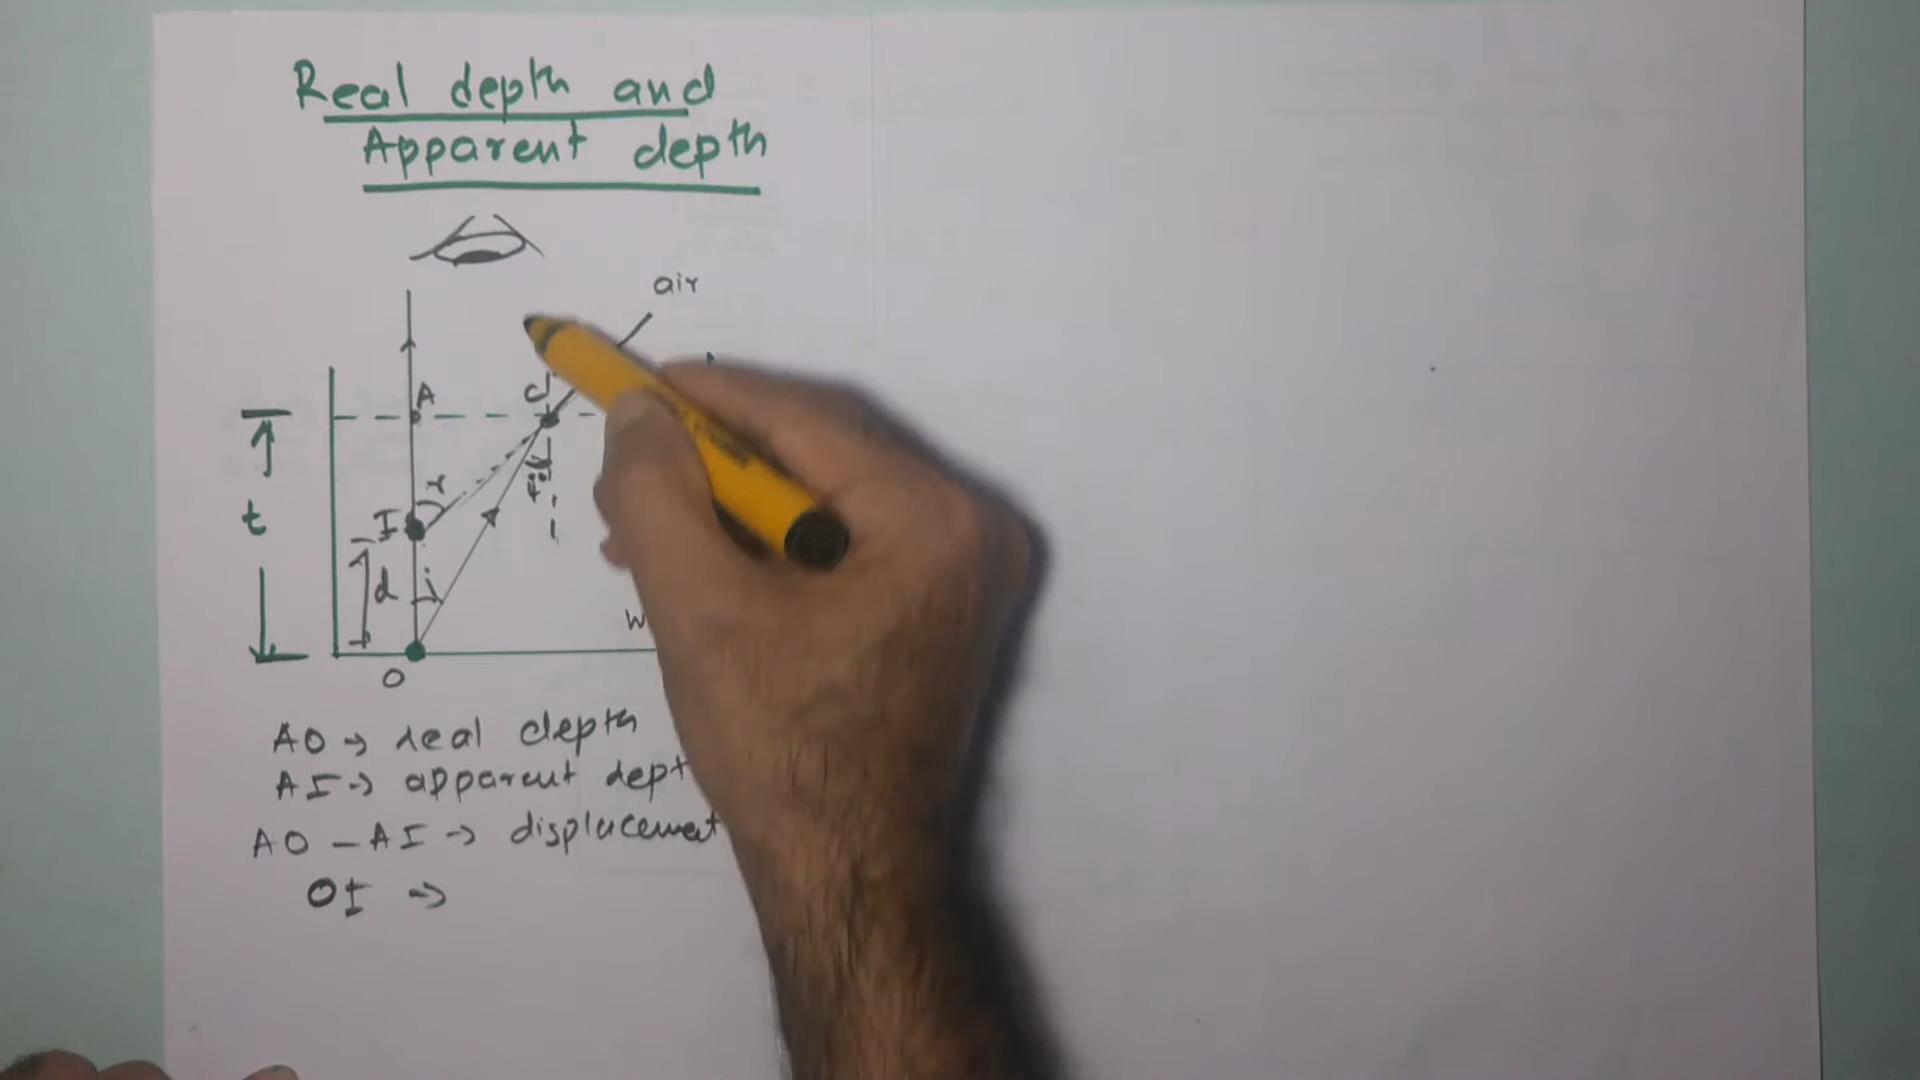 Real depth and
Apparent depth
air
A
C
r
i
t
I
d
i
O
AO → real depth
AI → apparent dept
AO - AI → displacement
OI →